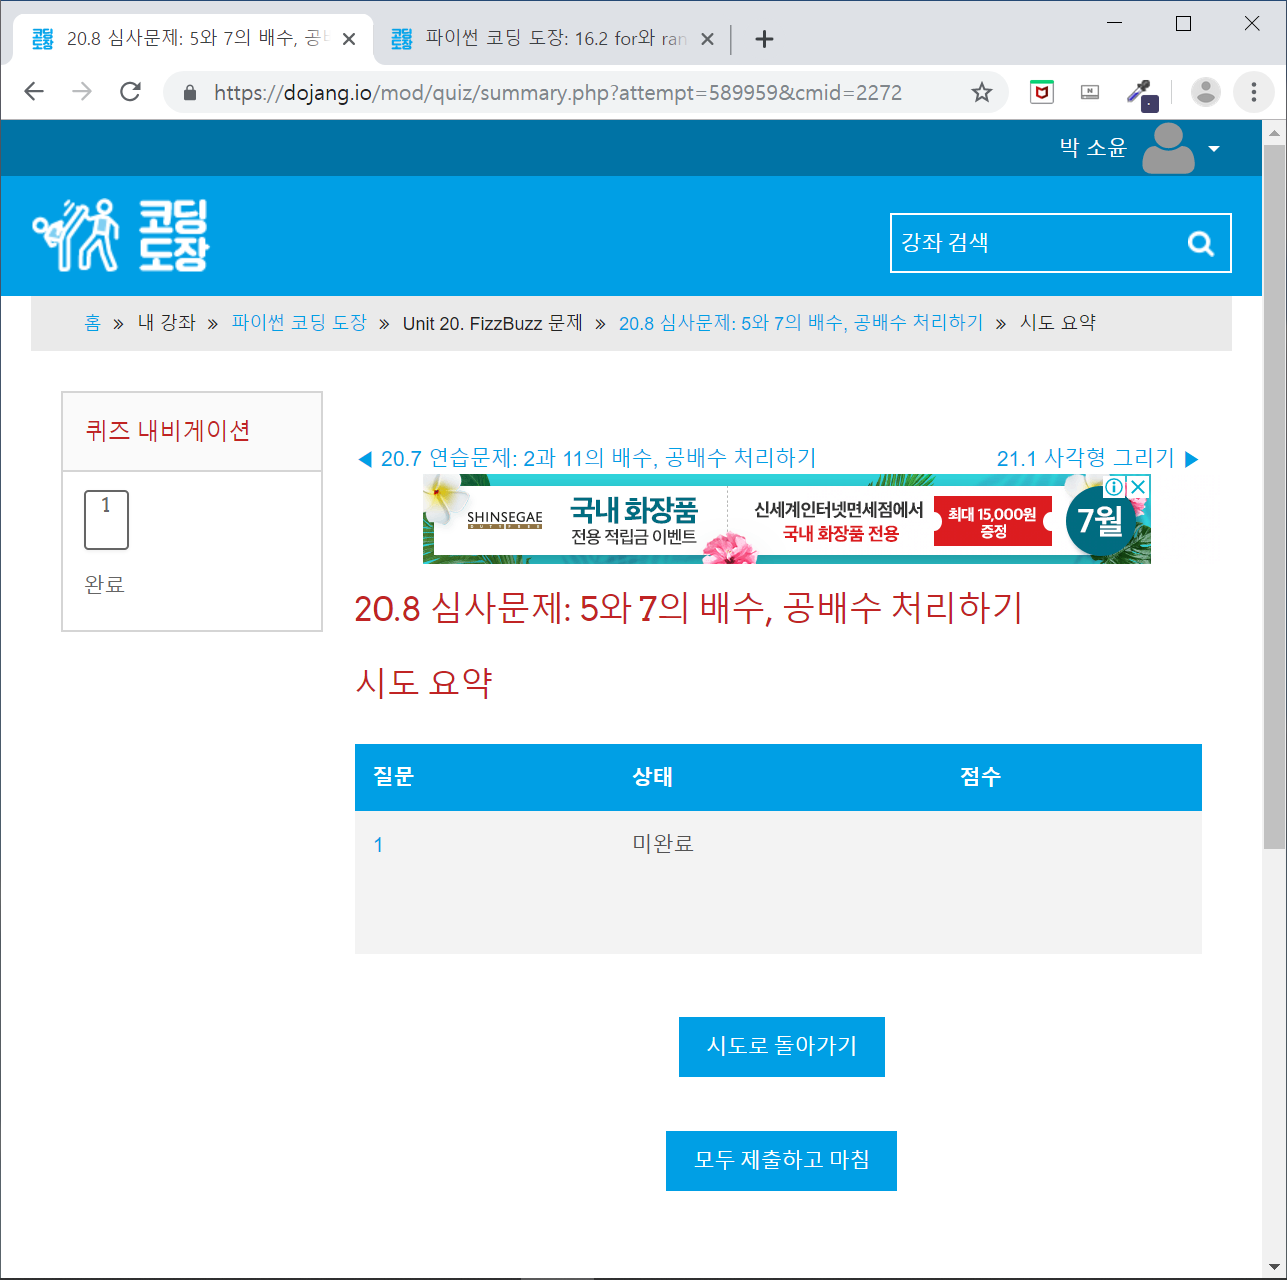 20.8 심사문제: 5와 7의 배수, 공
파이썬 코딩 도장: 16.2 for와 ran
https://dojang.io/mod/quiz/summary.php?attempt=589959&cmid=2272
박 소윤
코딩
도장
강좌 검색
홈 » 내 강좌 » 파이썬 코딩 도장 » Unit 20. FizzBuzz 문제 » 20.8 심사문제: 5와 7의 배수, 공배수 처리하기 » 시도 요약
퀴즈 내비게이션
1
완료
◀ 20.7 연습문제: 2과 11의 배수, 공배수 처리하기
21.1 사각형 그리기 ▶
SHINSEGAE
DUTY FREE
국내 화장품
전용 적립금 이벤트
신세계인터넷면세점에서
국내 화장품 전용
최대 15,000원
증정
7월
20.8 심사문제: 5와 7의 배수, 공배수 처리하기
시도 요약
질문 상태 점수
1 미완료
시도로 돌아가기
모두 제출하고 마침